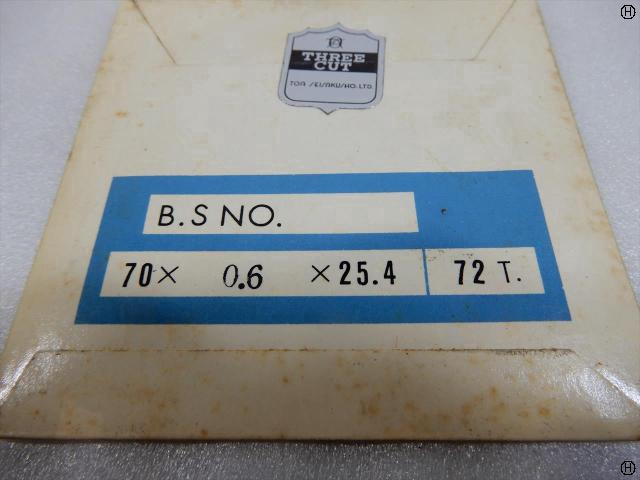 THREE
CUT
TOA SEISAKUSHO. LTD.
B.S NO.
70× 0.6 ×25.4 72 T.
H
H